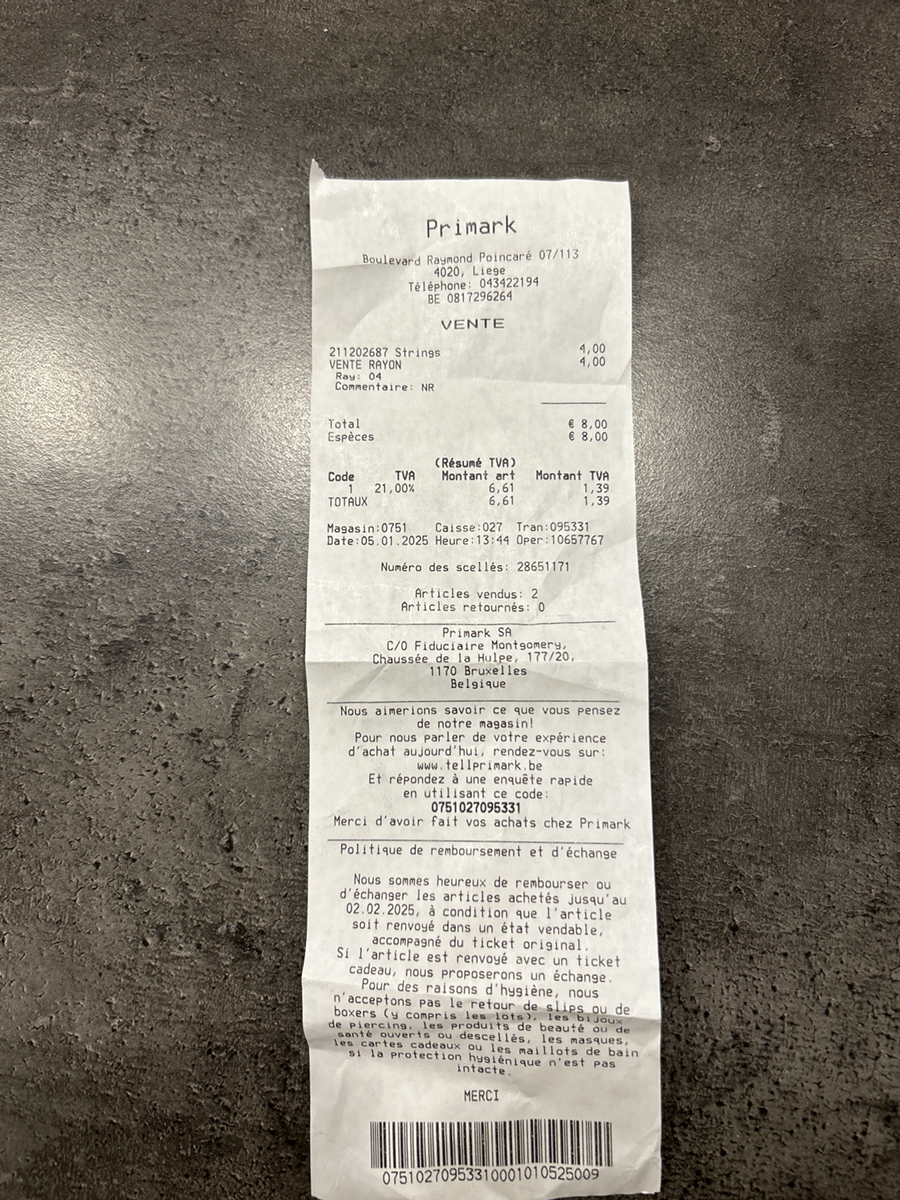 Primark
Boulevard Raymond Poincaré 07/113
4020, Liege
Téléphone: 043422194
BE 0817296264
VENTE
211202687 Strings 4,00
VENTE RAYON 4,00
Ray: 04
Commentaire: NR
Total € 8,00
Espèces € 8,00
(Résumé TVA)
Code TVA Montant art Montant TVA
1 21,00% 6,61 1,39
TOTAUX 6,61 1,39
Magasin:0751 Caisse:027 Tran:095331
Date:05.01.2025 Heure:13:44 Oper:10657767
Numéro des scellés: 28651171
Articles vendus: 2
Articles retournés: 0
Primark SA
C/O Fiduciaire Montgomery,
Chaussée de la Hulpe, 177/20,
1170 Bruxelles
Belgique
Nous aimerions savoir ce que vous pensez
de notre magasin!
Pour nous parler de votre expérience
d'achat aujourd'hui, rendez-vous sur:
www.tellprimark.be
Et répondez à une enquête rapide
en utilisant ce code:
0751027095331
Merci d'avoir fait vos achats chez Primark
Politique de remboursement et d'échange
Nous sommes heureux de rembourser ou
d'échanger les articles achetés jusqu'au
02.02.2025, à condition que l'article
soit renvoyé dans un état vendable,
accompagné du ticket original.
Si l'article est renvoyé avec un ticket
cadeau, nous proposerons un échange.
Pour des raisons d'hygiène, nous
n'acceptons pas le retour de slips ou de
boxers (y compris les lots), les bijoux
de piercing, les produits de beauté ou de
santé ouverts ou descellés, les masques,
les cartes cadeaux ou les maillots de bain
si la protection hygiénique n'est pas
intacte.
MERCI
07510270953310001010525009